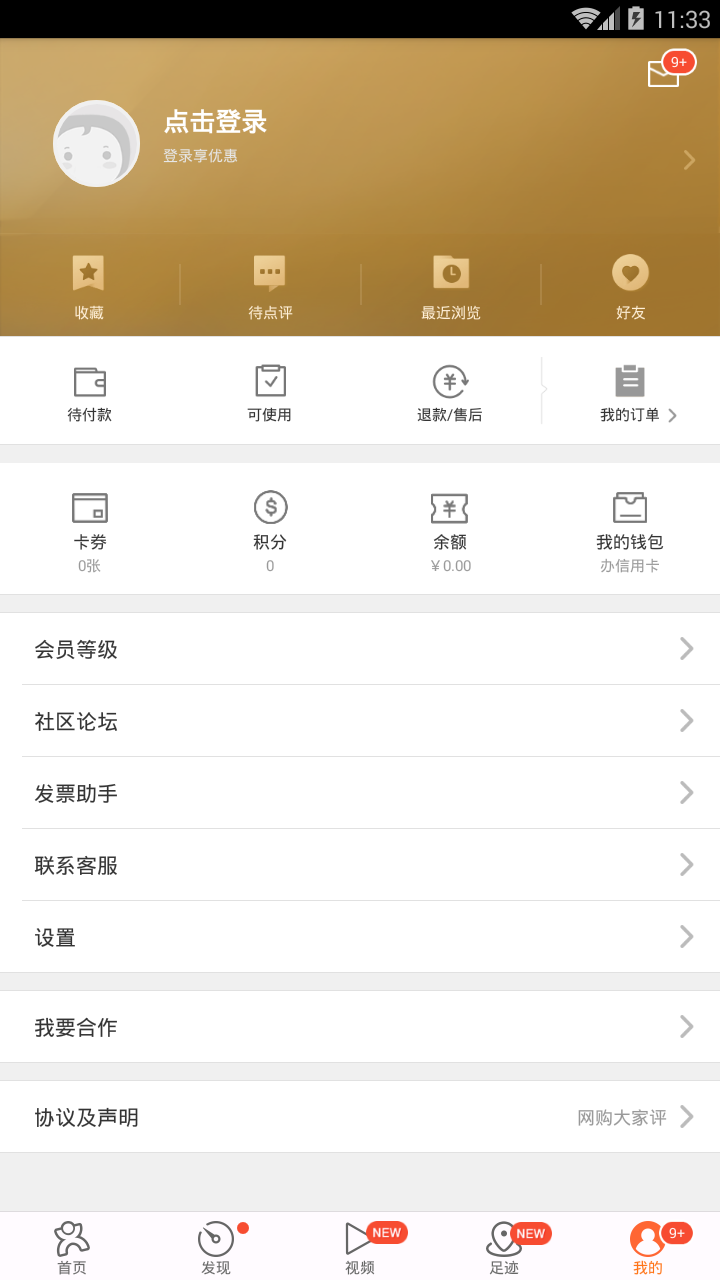 11:33
9+
点击登录
登录享优惠
收藏
待点评
最近浏览
好友
待付款
可使用
退款/售后
我的订单
卡券
积分
余额
我的钱包
0张
0
¥0.00
办信用卡
会员等级
社区论坛
发票助手
联系客服
设置
我要合作
协议及声明
网购大家评
NEW
NEW
9+
首页
发现
视频
足迹
我的